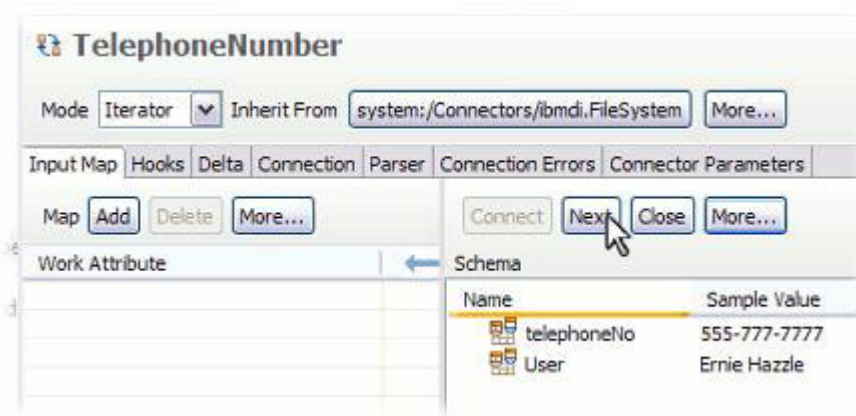 TelephoneNumber
Mode Iterator Inherit From system:/Connectors/ibmdi.FileSystem More...
Input Map Hooks Delta Connection Parser Connection Errors Connector Parameters
Map Add Delete More... Connect Next Close More...
Work Attribute Schema
Name Sample Value
telephoneNo 555-777-7777
User Ernie Hazzle